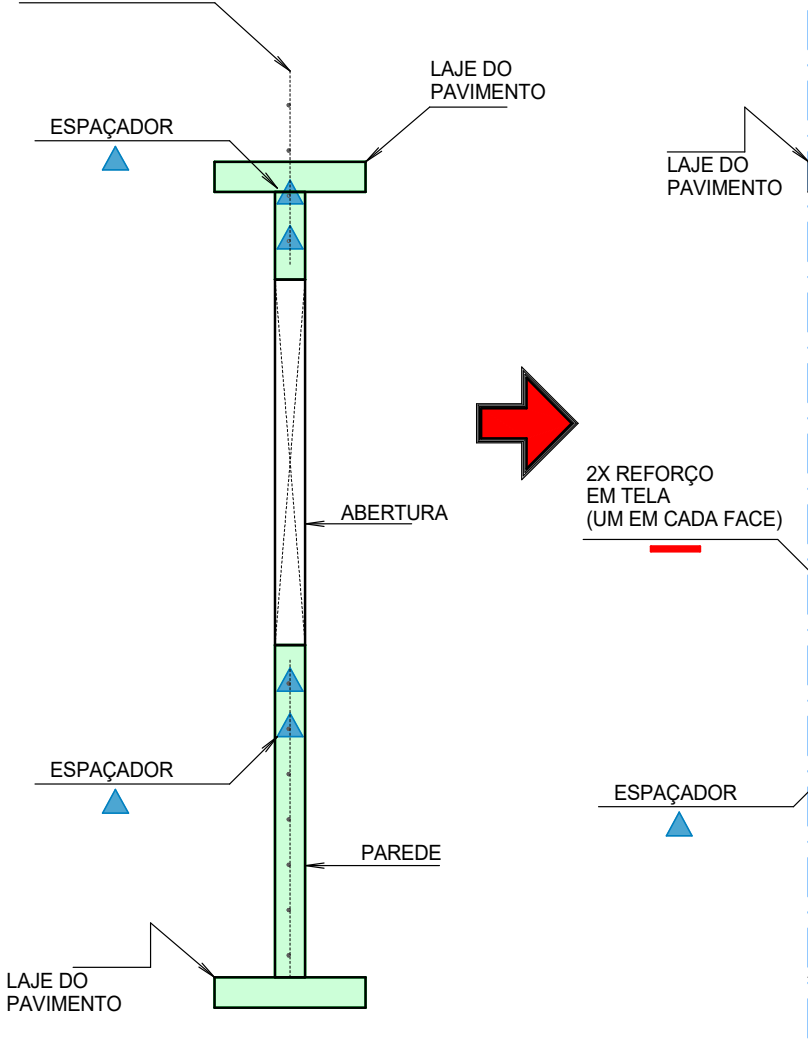 LAJE DO
PAVIMENTO
ESPAÇADOR
LAJE DO
PAVIMENTO
2X REFORÇO
EM TELA
(UM EM CADA FACE)
ABERTURA
ESPAÇADOR
ESPAÇADOR
PAREDE
LAJE DO
PAVIMENTO